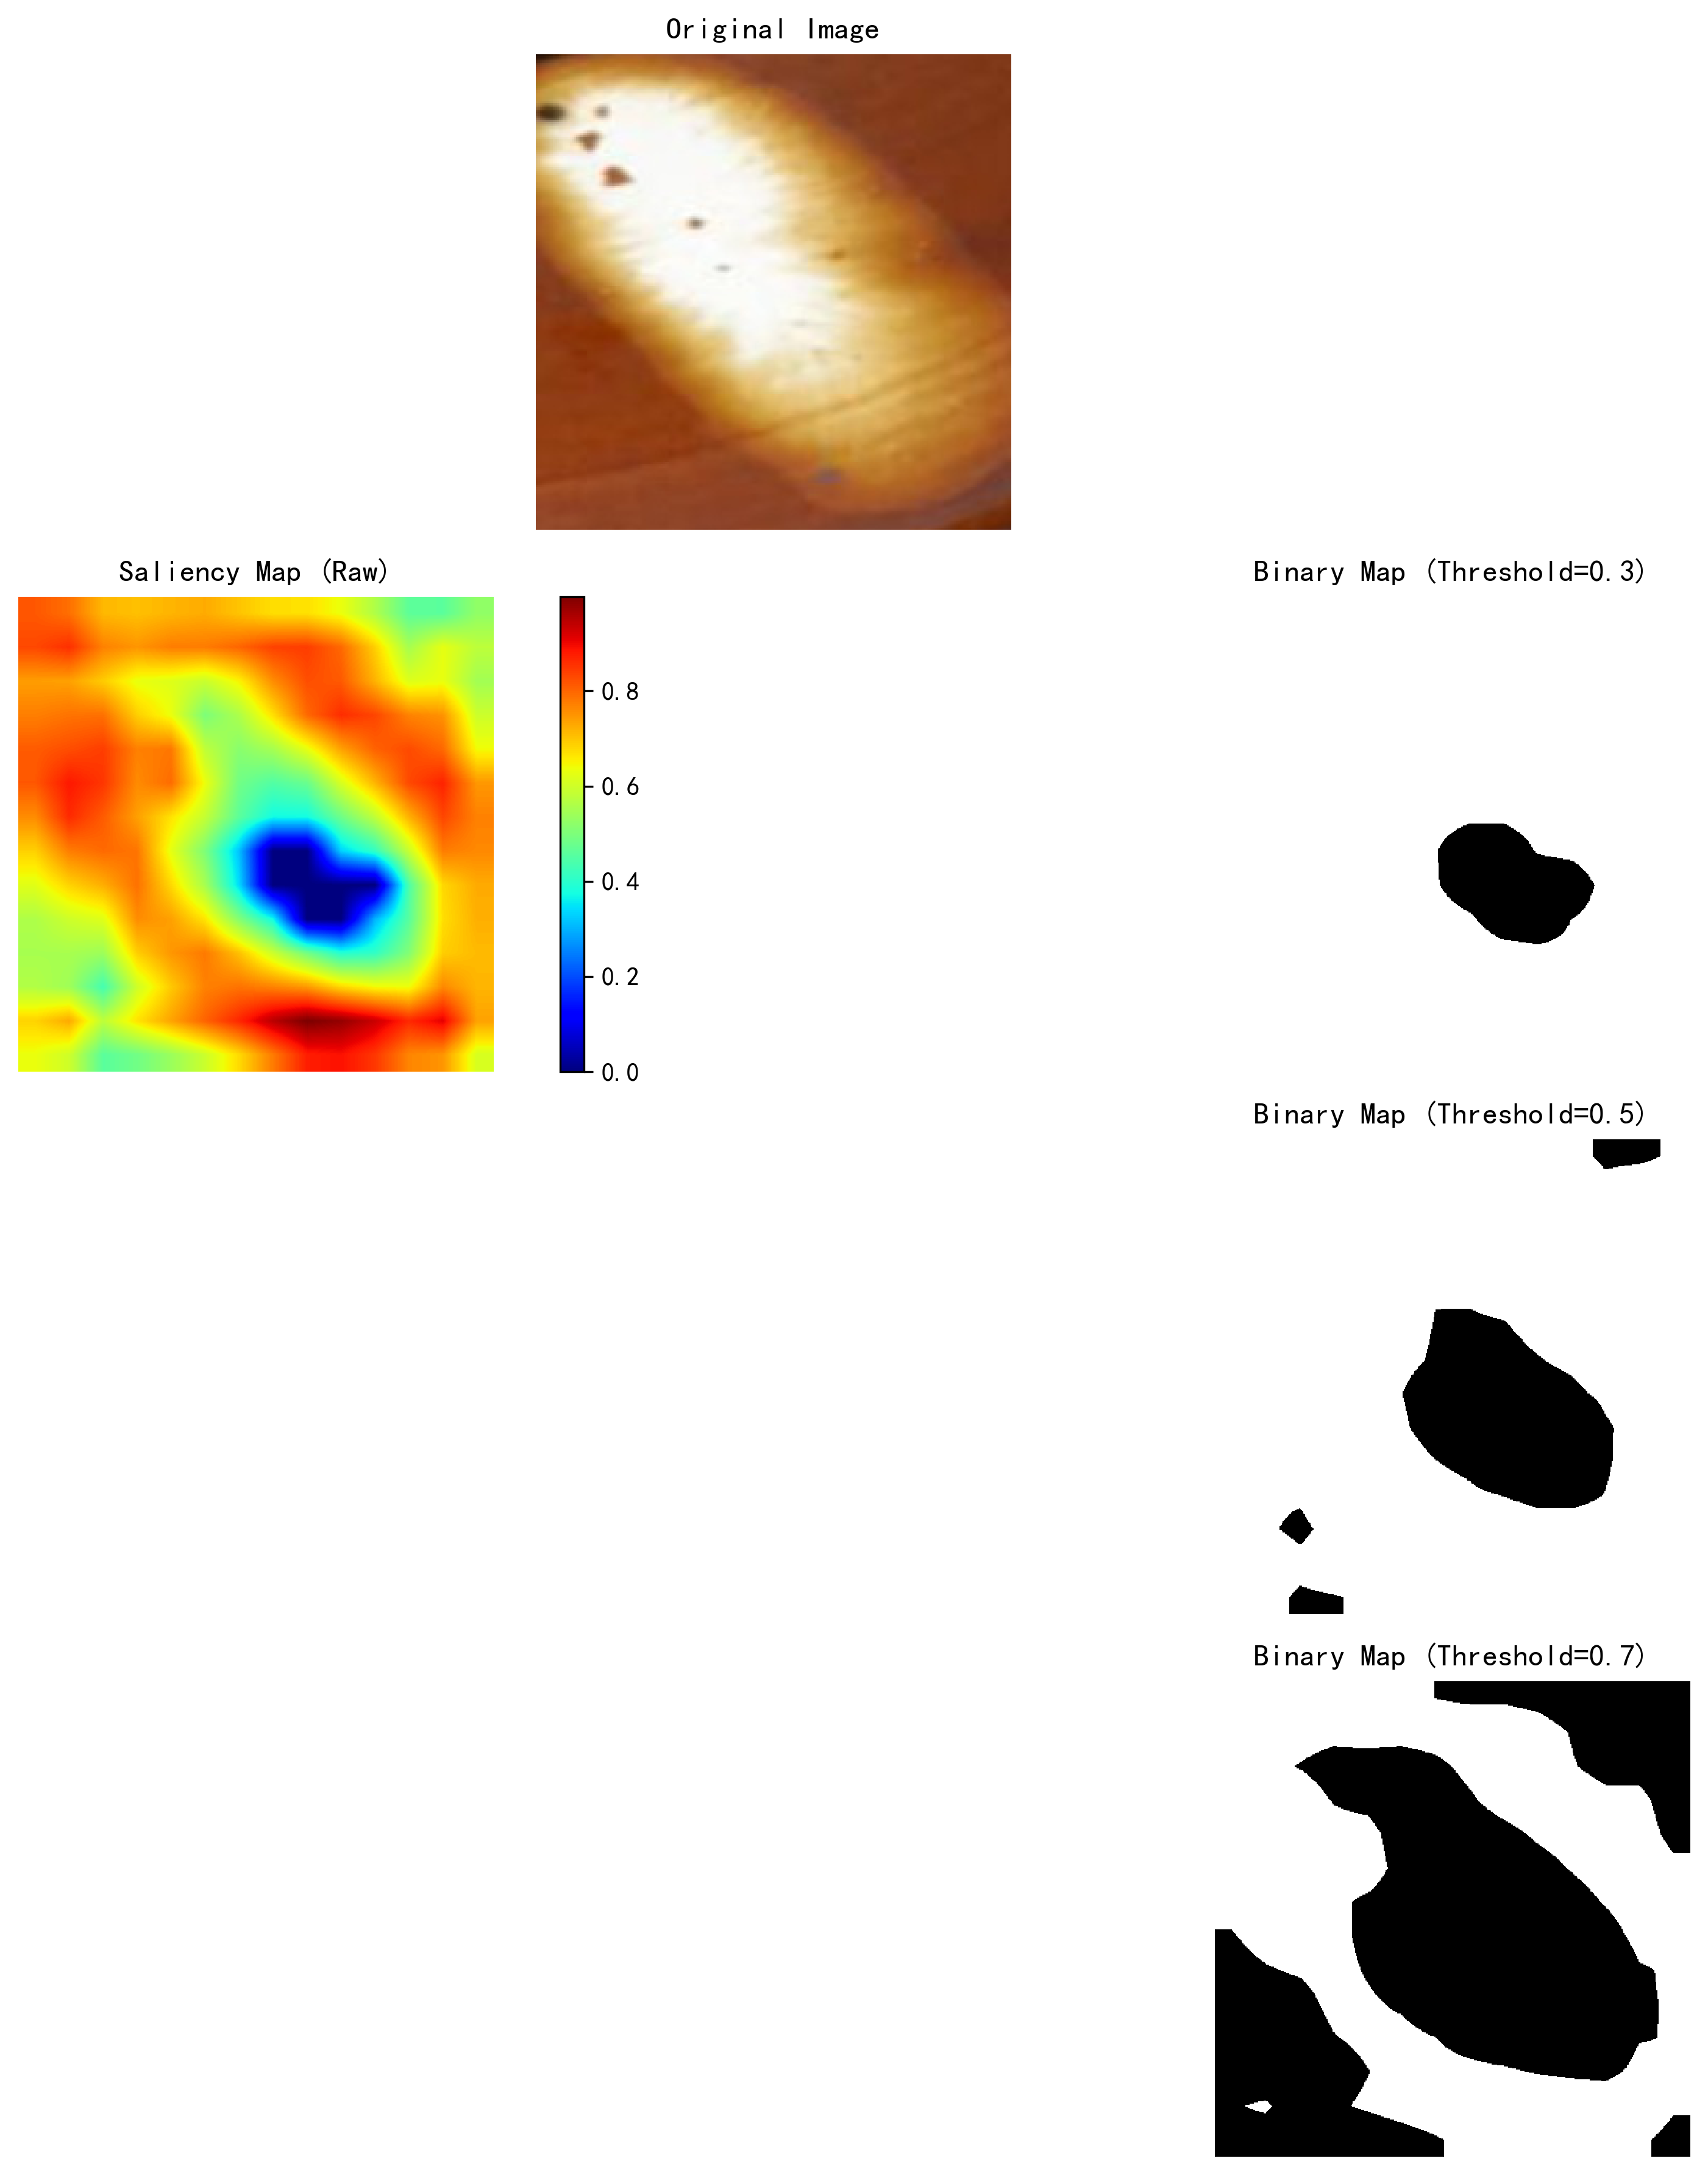 Original Image
Saliency Map (Raw)
Binary Map (Threshold=0.3)
0.8
0.6
0.4
0.2
0.0
Binary Map (Threshold=0.5)
Binary Map (Threshold=0.7)